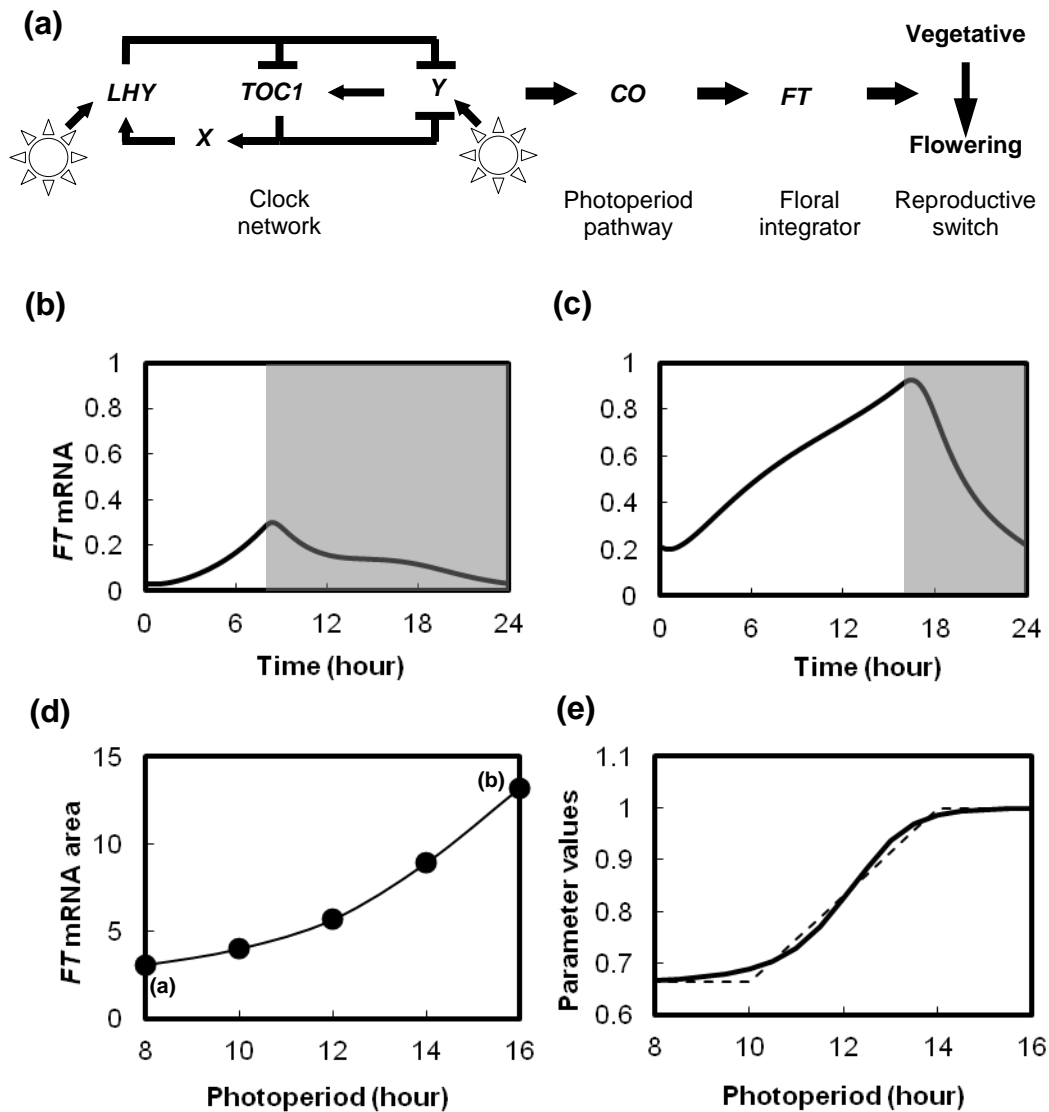 (a)
Vegetative
LHY TOC1 Y CO FT
X
Flowering
Clock
network
Photoperiod
pathway
Floral
integrator
Reproductive
switch
(b)
FT mRNA
1
0.8
0.6
0.4
0.2
0
0 6 12 18 24
Time (hour)
(c)
1
0.8
0.6
0.4
0.2
0
0 6 12 18 24
Time (hour)
(d)
FT mRNA area
15
10
5
0
(b)
(a)
8 10 12 14 16
Photoperiod (hour)
(e)
Parameter values
1.1
1
0.9
0.8
0.7
0.6
8 10 12 14 16
Photoperiod (hour)